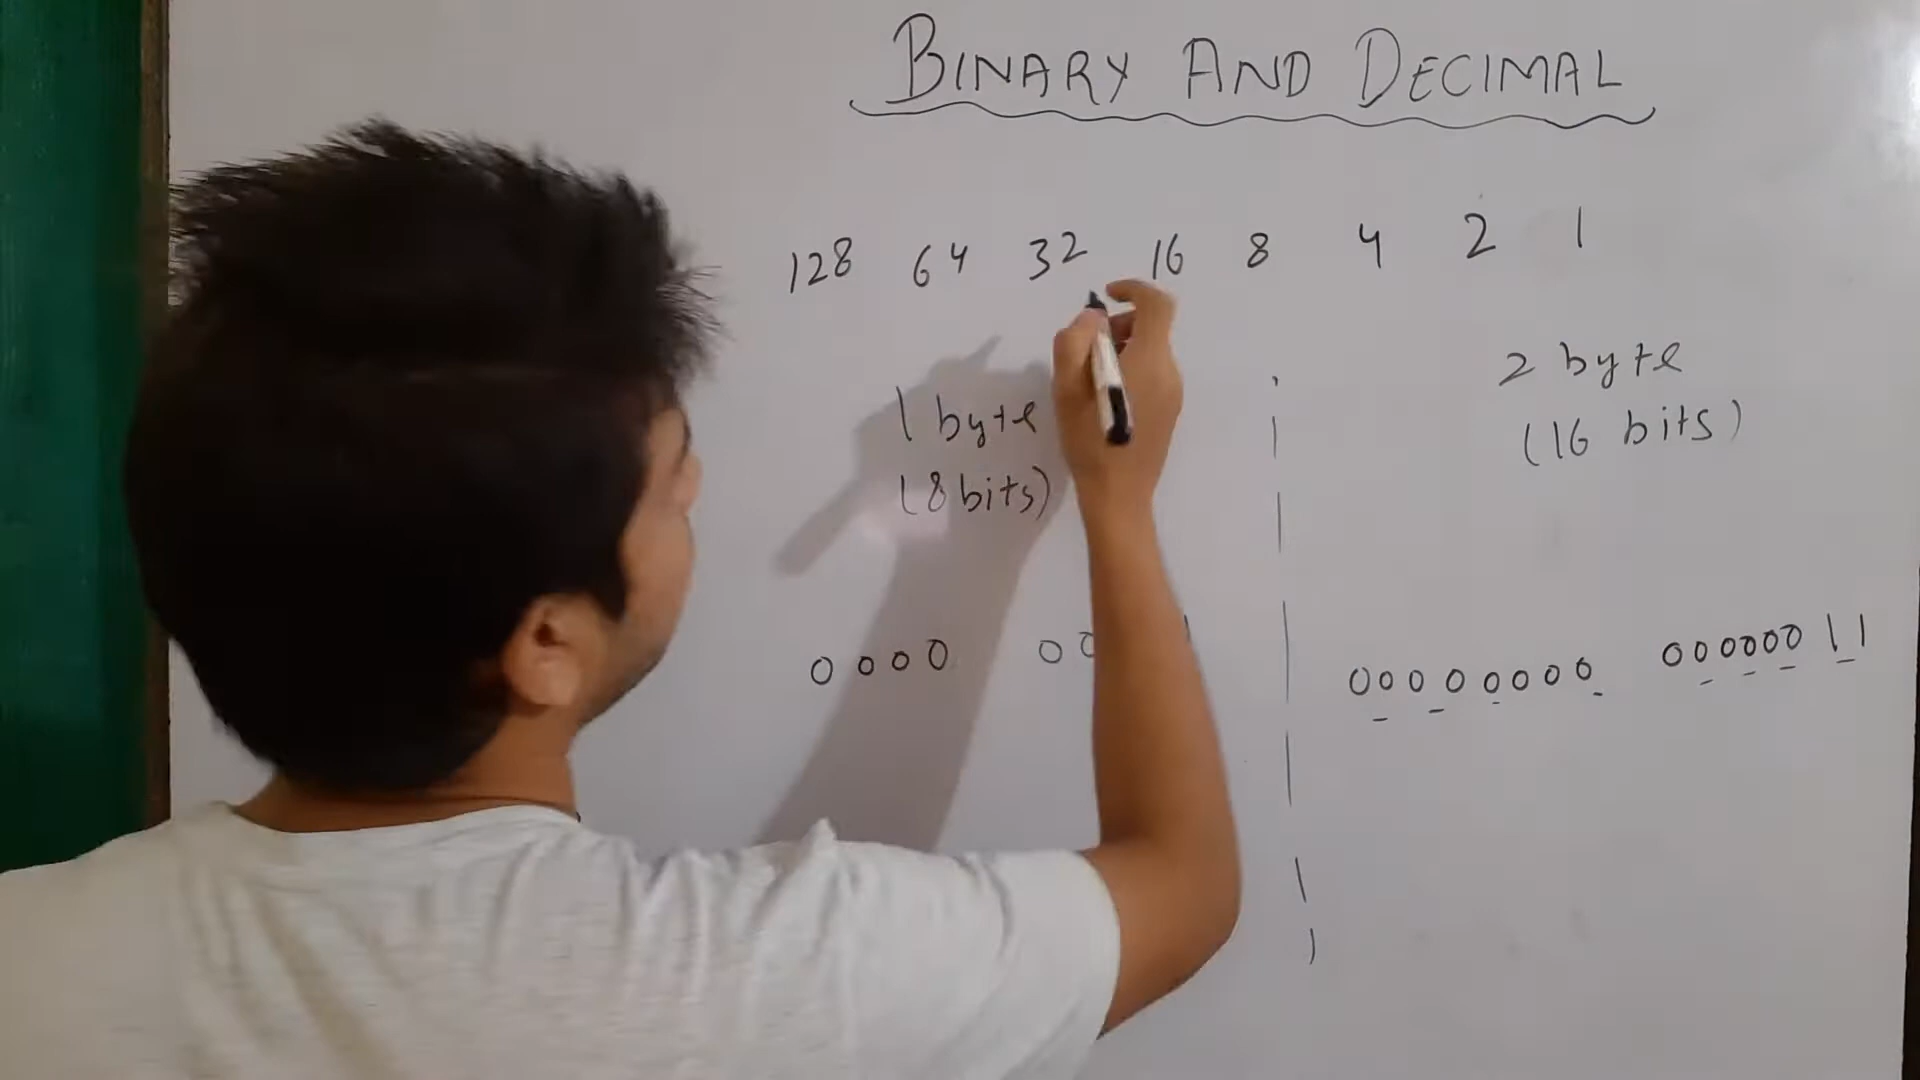 BINARY AND DECIMAL
128 64 32 16 8 4 2 1
1 byte
(8 bits)
2 byte
(16 bits)
0000 00
00000000 00000011